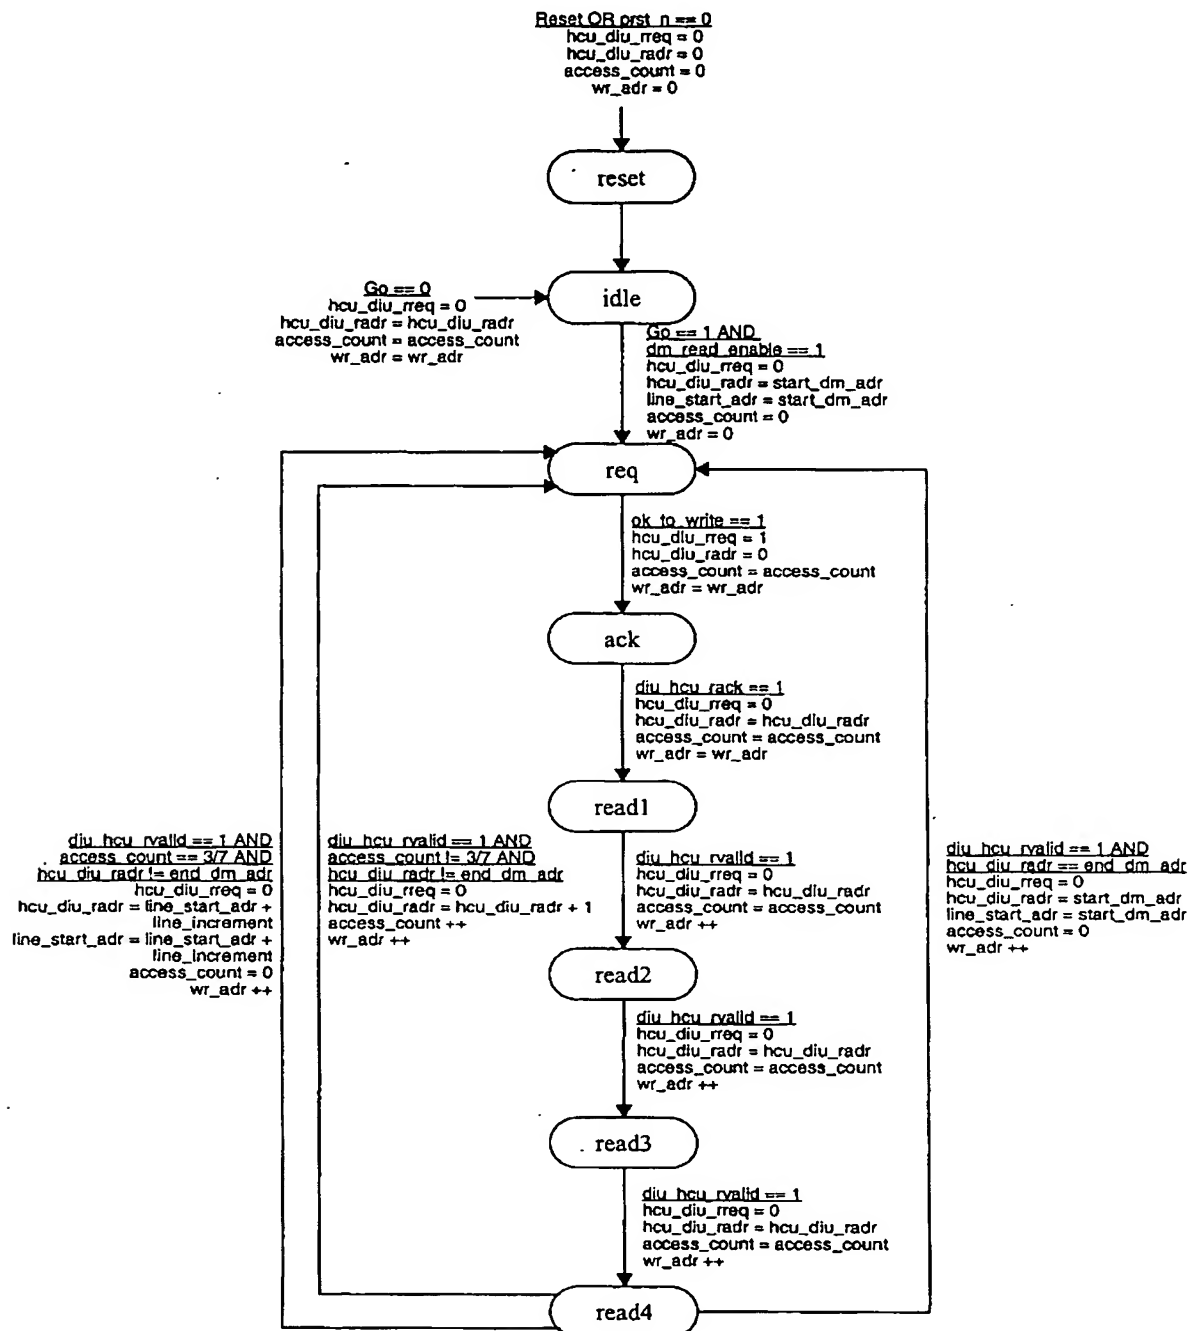 Reset OR prst_n == 0
hcu_diu_rreq = 0
hcu_diu_radr = 0
access_count = 0
wr_adr = 0
reset
idle
Go == 0
hcu_diu_rreq = 0
hcu_diu_radr = hcu_diu_radr
access_count = access_count
wr_adr = wr_adr
Go == 1 AND
dm_read_enable == 1
hcu_diu_rreq = 0
hcu_diu_radr = start_dm_adr
line_start_adr = start_dm_adr
access_count = 0
wr_adr = 0
req
ok_to_write == 1
hcu_diu_rreq = 1
hcu_diu_radr = 0
access_count = access_count
wr_adr = wr_adr
ack
diu_hcu_rack == 1
hcu_diu_rreq = 0
hcu_diu_radr = hcu_diu_radr
access_count = access_count
wr_adr = wr_adr
read1
diu_hcu_rvalid == 1 AND
access_count == 3/7 AND
hcu_diu_radr != end_dm_adr
hcu_diu_rreq = 0
hcu_diu_radr = line_start_adr +
line_increment
line_start_adr = line_start_adr +
line_increment
access_count = 0
wr_adr ++
diu_hcu_rvalid == 1 AND
access_count != 3/7 AND
hcu_diu_radr != end_dm_adr
hcu_diu_rreq = 0
hcu_diu_radr = hcu_diu_radr + 1
access_count ++
wr_adr ++
diu_hcu_rvalid == 1
hcu_diu_rreq = 0
hcu_diu_radr = hcu_diu_radr
access_count = access_count
wr_adr ++
diu_hcu_rvalid == 1 AND
hcu_diu_radr == end_dm_adr
hcu_diu_rreq = 0
hcu_diu_radr = start_dm_adr
line_start_adr = start_dm_adr
access_count = 0
wr_adr ++
read2
diu_hcu_rvalid == 1
hcu_diu_rreq = 0
hcu_diu_radr = hcu_diu_radr
access_count = access_count
wr_adr ++
read3
diu_hcu_rvalid == 1
hcu_diu_rreq = 0
hcu_diu_radr = hcu_diu_radr
access_count = access_count
wr_adr ++
read4